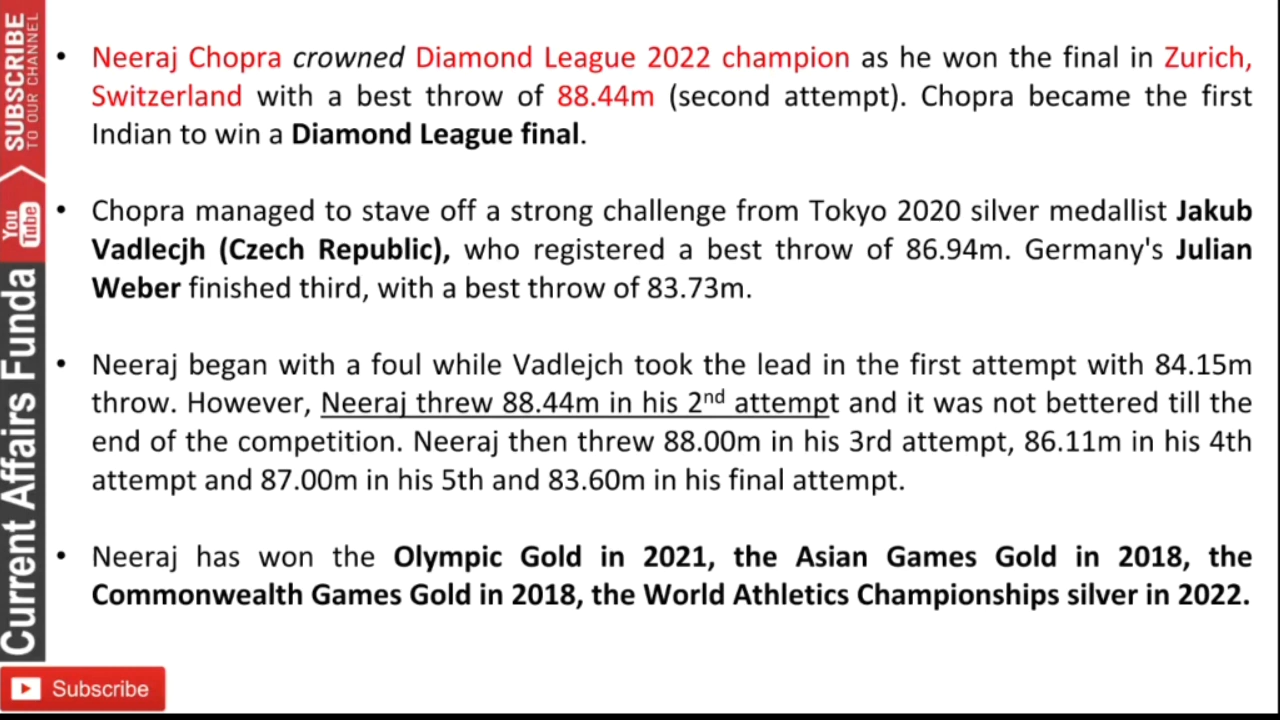 • Neeraj Chopra crowned Diamond League 2022 champion as he won the final in Zurich,
Switzerland with a best throw of 88.44m (second attempt). Chopra became the first
Indian to win a Diamond League final.
• Chopra managed to stave off a strong challenge from Tokyo 2020 silver medallist Jakub
Vadlecjh (Czech Republic), who registered a best throw of 86.94m. Germany's Julian
Weber finished third, with a best throw of 83.73m.
• Neeraj began with a foul while Vadlejch took the lead in the first attempt with 84.15m
throw. However, Neeraj threw 88.44m in his 2nd attempt and it was not bettered till the
end of the competition. Neeraj then threw 88.00m in his 3rd attempt, 86.11m in his 4th
attempt and 87.00m in his 5th and 83.60m in his final attempt.
• Neeraj has won the Olympic Gold in 2021, the Asian Games Gold in 2018, the
Commonwealth Games Gold in 2018, the World Athletics Championships silver in 2022.
SUBSCRIBE
TO OUR CHANNEL
You
Tube
Current Affairs Funda
Subscribe